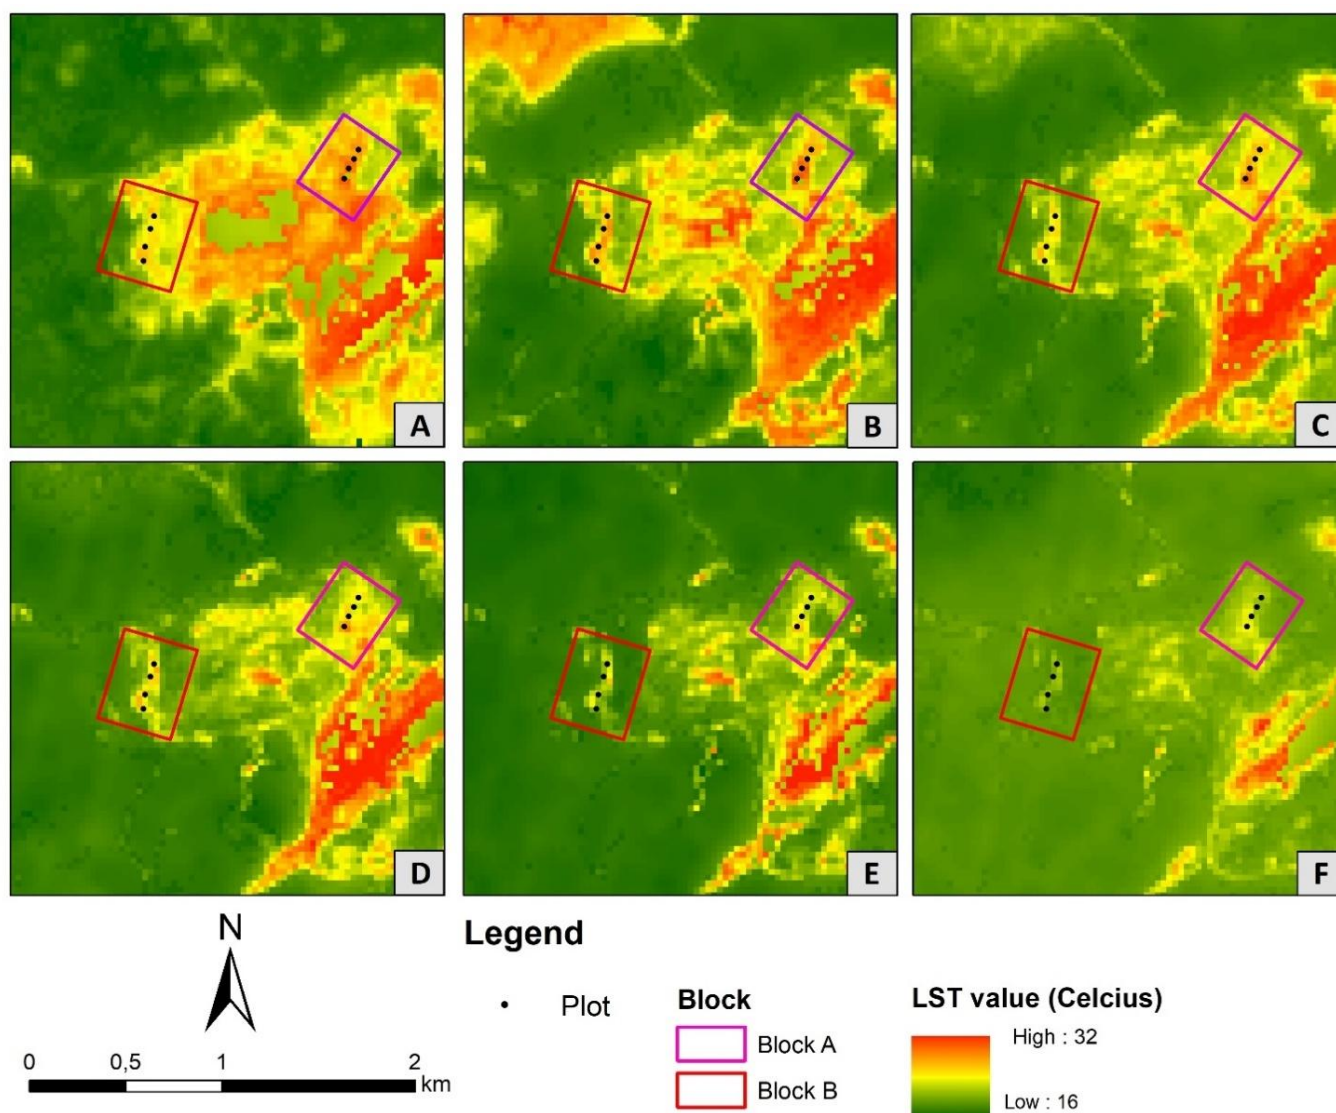 A
B
C
D
E
F
N
0 0,5 1 2
km
Legend
Plot
Block
Block A
Block B
LST value (Celcius)
High : 32
Low : 16